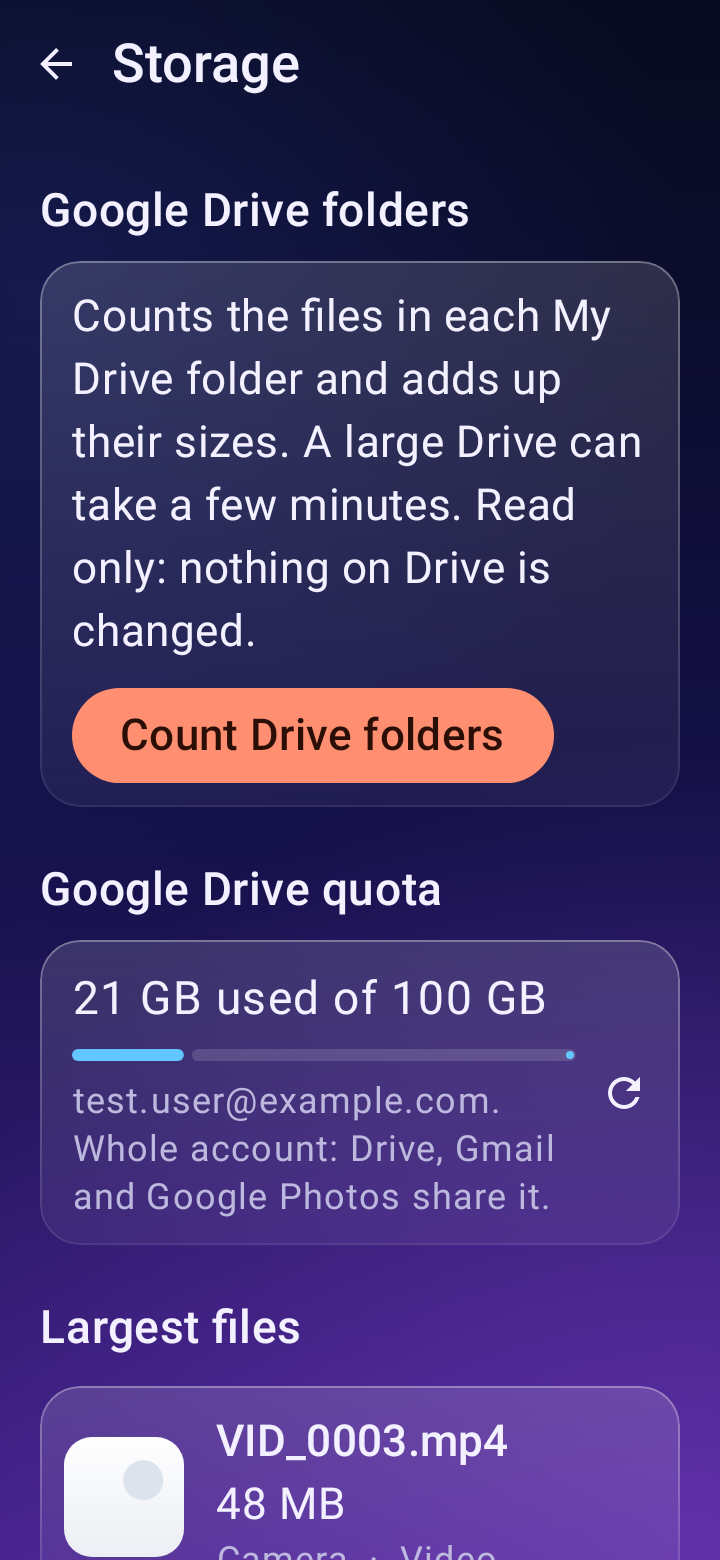 Storage
Google Drive folders
Counts the files in each My
Drive folder and adds up
their sizes. A large Drive can
take a few minutes. Read
only: nothing on Drive is
changed.
Count Drive folders
Google Drive quota
21 GB used of 100 GB
test.user@example.com.
Whole account: Drive, Gmail
and Google Photos share it.
Largest files
VID_0003.mp4
48 MB
Camera · Video